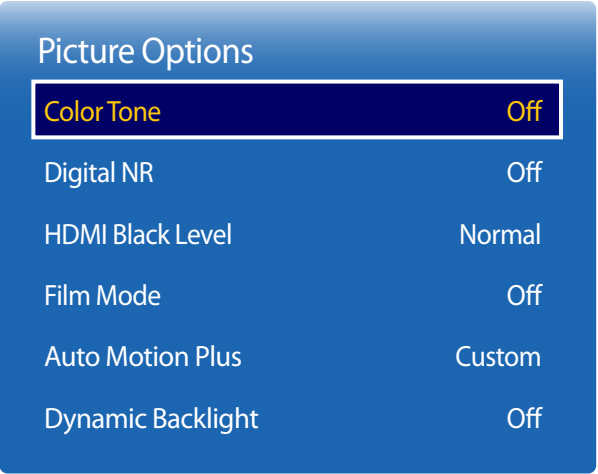 Picture Options
Color Tone Off
Digital NR Off
HDMI Black Level Normal
Film Mode Off
Auto Motion Plus Custom
Dynamic Backlight Off